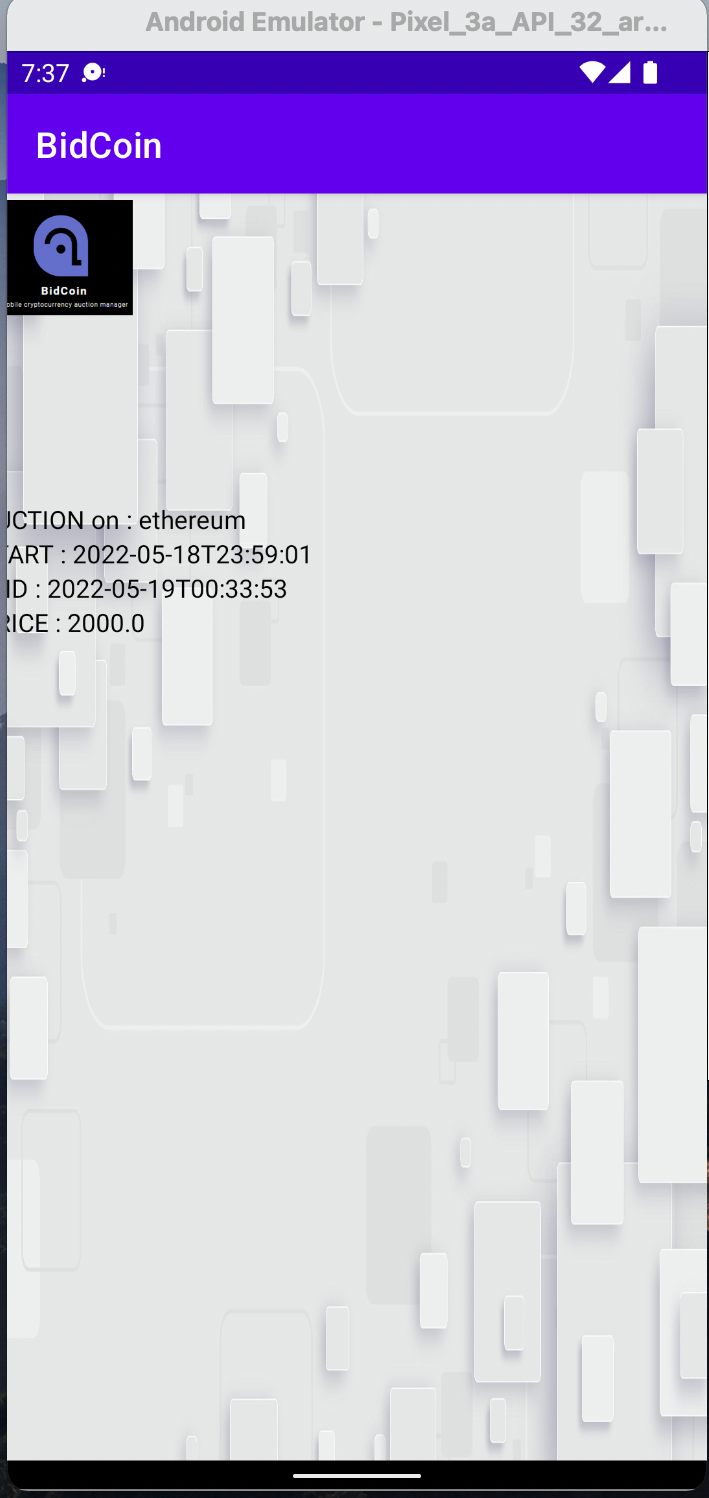 Android Emulator - Pixel_3a_API_32_ar...
7:37
BidCoin
BidCoin
obile cryptocurrency auction manager
UCTION on : ethereum
TART : 2022-05-18T23:59:01
ID : 2022-05-19T00:33:53
RICE : 2000.0